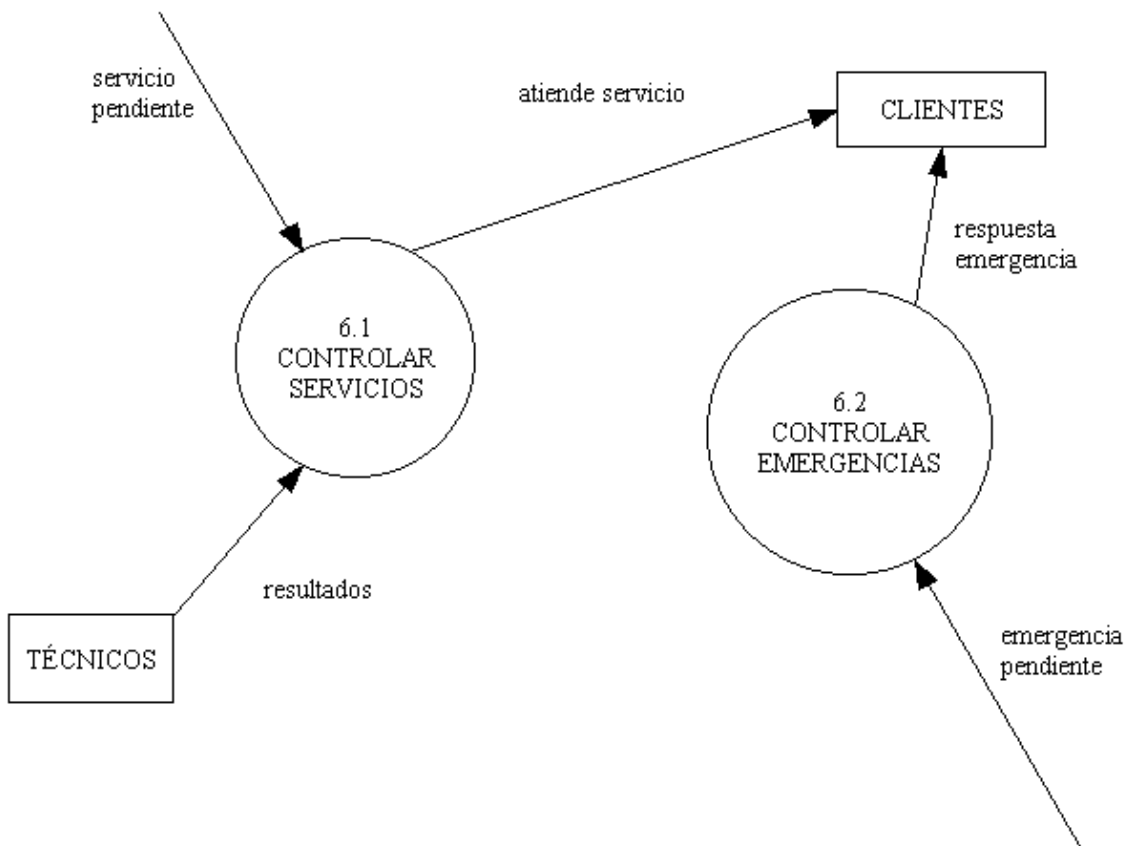 servicio
pendiente
atiende servicio
CLIENTES
respuesta
emergencia
6.1
CONTROLAR
SERVICIOS
6.2
CONTROLAR
EMERGENCIAS
resultados
TÉCNICOS
emergencia
pendiente